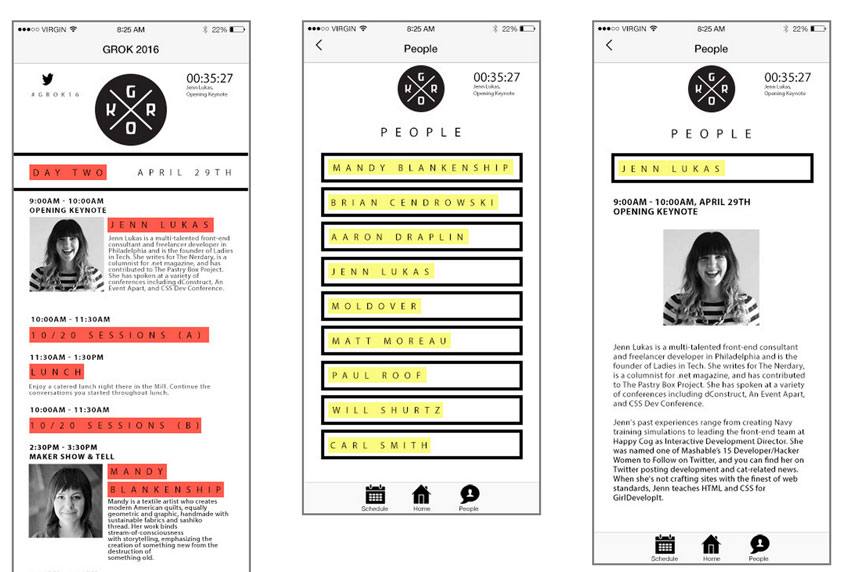 ●●●○○ VIRGIN 8:25 AM 22%
GROK 2016
#GROK16
G
K R
O
00:35:27
Jenn Lukas,
Opening Keynote
DAY TWO APRIL 29TH
9:00AM - 10:00AM
OPENING KEYNOTE
JENN LUKAS
Jenn Lukas is a multi-talented front-end
consultant and freelancer developer in
Philadelphia and is the founder of Ladies
in Tech. She writes for The Nerdary, is a
columnist for .net magazine, and has
contributed to The Pastry Box Project.
She has spoken at a variety of
conferences including dConstruct, An
Event Apart, and CSS Dev Conference.
10:00AM - 11:30AM
10/20 SESSIONS (A)
11:30AM - 1:30PM
LUNCH
Enjoy a catered lunch right there in the Mill. Continue the
conversations you started throughout lunch.
10:00AM - 11:30AM
10/20 SESSIONS (B)
2:30PM - 3:30PM
MAKER SHOW & TELL
MANDY
BLANKENSHIP
Mandy is a textile artist who creates
modern American quilts, equally
geometric and graphic, handmade with
sustainable fabrics and sashiko
thread. Her work binds
stream-of-consciousness
with storytelling, emphasizing the
creation of something new from the
destruction of
something old.
●●●○○ VIRGIN 8:25 AM 22%
People
G
K R
O
00:35:27
Jenn Lukas,
Opening Keynote
PEOPLE
MANDY BLANKENSHIP
BRIAN CENDROWSKI
AARON DRAPLIN
JENN LUKAS
MOLDOVER
MATT MOREAU
PAUL ROOF
WILL SHURTZ
CARL SMITH
Schedule Home People
●●●○○ VIRGIN 8:25 AM 22%
People
G
K R
O
00:35:27
Jenn Lukas,
Opening Keynote
PEOPLE
JENN LUKAS
9:00AM - 10:00AM, APRIL 29TH
OPENING KEYNOTE
Jenn Lukas is a multi-talented front-end consultant
and freelancer developer in Philadelphia and is the
founder of Ladies in Tech. She writes for The Nerdary,
is a columnist for .net magazine, and has contributed
to The Pastry Box Project. She has spoken at a variety
of conferences including dConstruct, An Event Apart,
and CSS Dev Conference.
Jenn's past experiences range from creating Navy
training simulations to leading the front-end team at
Happy Cog as Interactive Development Director. She
was named one of Mashable's 15 Developer/Hacker
Women to Follow on Twitter, and you can find her on
Twitter posting development and cat-related news.
When she's not crafting sites with the finest of web
standards, Jenn teaches HTML and CSS for
GirlDevelopIt.
Schedule Home People